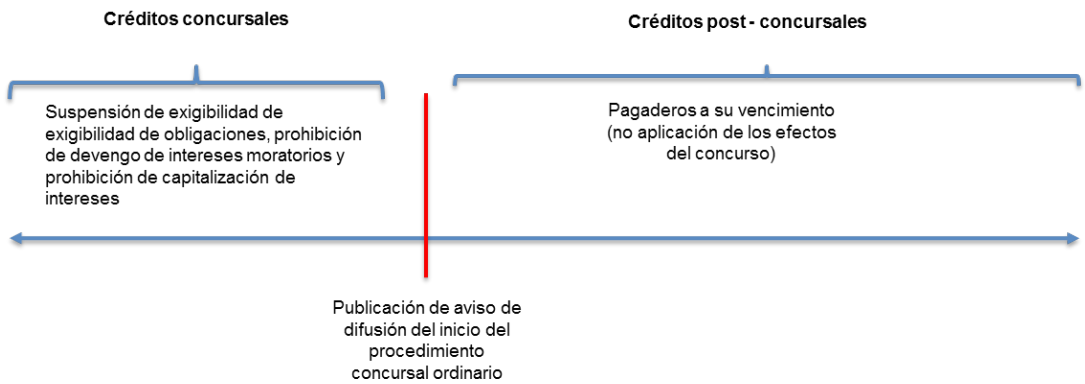 Créditos concursales
Créditos post - concursales
Suspensión de exigibilidad de
exigibilidad de obligaciones, prohibición
de devengo de intereses moratorios y
prohibición de capitalización de
intereses
Pagaderos a su vencimiento
(no aplicación de los efectos
del concurso)
Publicación de aviso de
difusión del inicio del
procedimiento
concursal ordinario